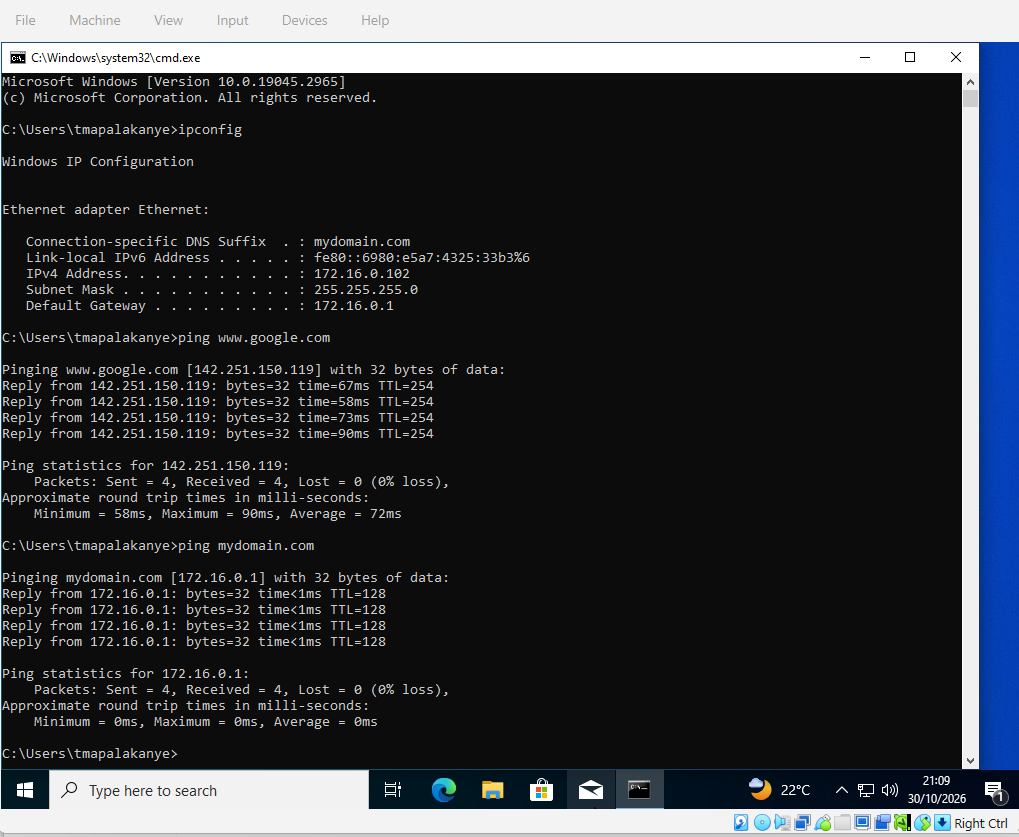 File Machine View Input Devices Help
C:\Windows\system32\cmd.exe
Microsoft Windows [Version 10.0.19045.2965]
(c) Microsoft Corporation. All rights reserved.
C:\Users\tmapalakanye>ipconfig
Windows IP Configuration
Ethernet adapter Ethernet:
Connection-specific DNS Suffix . : mydomain.com
Link-local IPv6 Address . . . . . : fe80::6980:e5a7:4325:33b3%6
IPv4 Address. . . . . . . . . . . : 172.16.0.102
Subnet Mask . . . . . . . . . . . : 255.255.255.0
Default Gateway . . . . . . . . . : 172.16.0.1
C:\Users\tmapalakanye>ping www.google.com
Pinging www.google.com [142.251.150.119] with 32 bytes of data:
Reply from 142.251.150.119: bytes=32 time=67ms TTL=254
Reply from 142.251.150.119: bytes=32 time=58ms TTL=254
Reply from 142.251.150.119: bytes=32 time=73ms TTL=254
Reply from 142.251.150.119: bytes=32 time=90ms TTL=254
Ping statistics for 142.251.150.119:
Packets: Sent = 4, Received = 4, Lost = 0 (0% loss),
Approximate round trip times in milli-seconds:
Minimum = 58ms, Maximum = 90ms, Average = 72ms
C:\Users\tmapalakanye>ping mydomain.com
Pinging mydomain.com [172.16.0.1] with 32 bytes of data:
Reply from 172.16.0.1: bytes=32 time<1ms TTL=128
Reply from 172.16.0.1: bytes=32 time<1ms TTL=128
Reply from 172.16.0.1: bytes=32 time<1ms TTL=128
Reply from 172.16.0.1: bytes=32 time<1ms TTL=128
Ping statistics for 172.16.0.1:
Packets: Sent = 4, Received = 4, Lost = 0 (0% loss),
Approximate round trip times in milli-seconds:
Minimum = 0ms, Maximum = 0ms, Average = 0ms
C:\Users\tmapalakanye>
Type here to search
22°C
21:09
30/10/2026
1
Right Ctrl